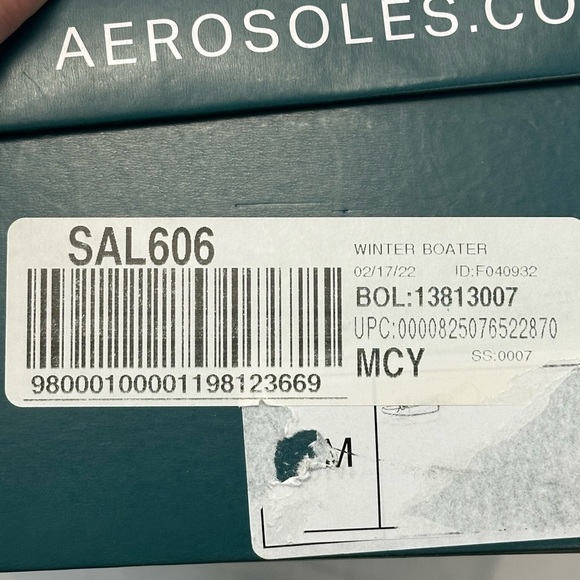 AEROSOLES.CO
SAL606
WINTER BOATER
02/17/22 ID:F040932
BOL:13813007
UPC:0000825076522870
MCY SS:0007
98000100001198123669
M